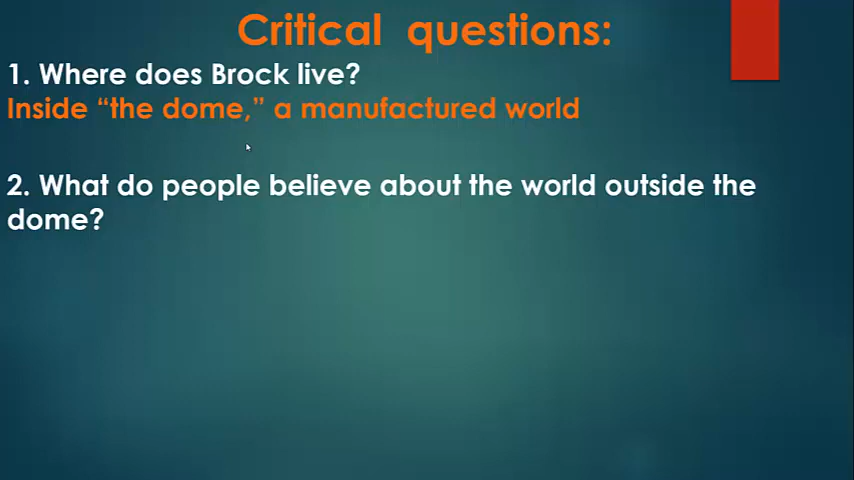 Critical questions:
1. Where does Brock live?
Inside “the dome,” a manufactured world
2. What do people believe about the world outside the
dome?